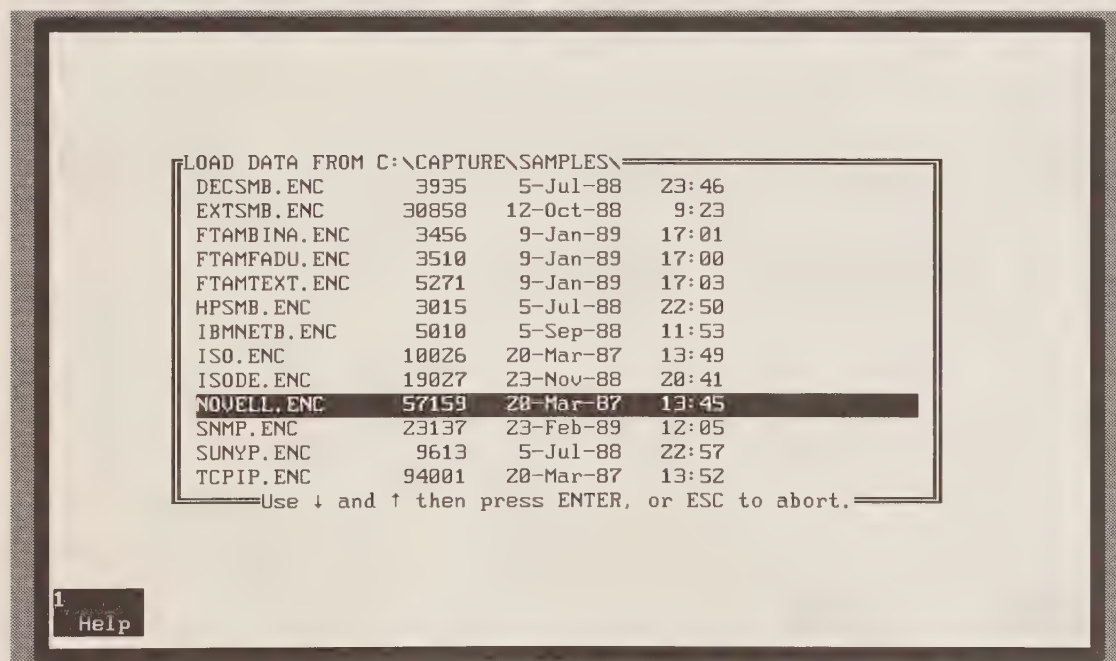 LOAD DATA FROM C:\CAPTURE\SAMPLES\
DECSMB.ENC 3935 5-Jul-88 23:46
EXTSMB.ENC 30858 12-Oct-88 9:23
FTAMBINA.ENC 3456 9-Jan-89 17:01
FTAMFADU.ENC 3510 9-Jan-89 17:00
FTAMTEXT.ENC 5271 9-Jan-89 17:03
HPSMB.ENC 3015 5-Jul-88 22:50
IBMNETB.ENC 5010 5-Sep-88 11:53
ISO.ENC 10026 20-Mar-87 13:49
ISODE.ENC 19027 23-Nov-88 20:41
NOVELL.ENC 57159 20-Mar-87 13:45
SNMP.ENC 23137 23-Feb-89 12:05
SUNYP.ENC 9613 5-Jul-88 22:57
TCPIP.ENC 94001 20-Mar-87 13:52
Use ↓ and ↑ then press ENTER, or ESC to abort.
1
Help